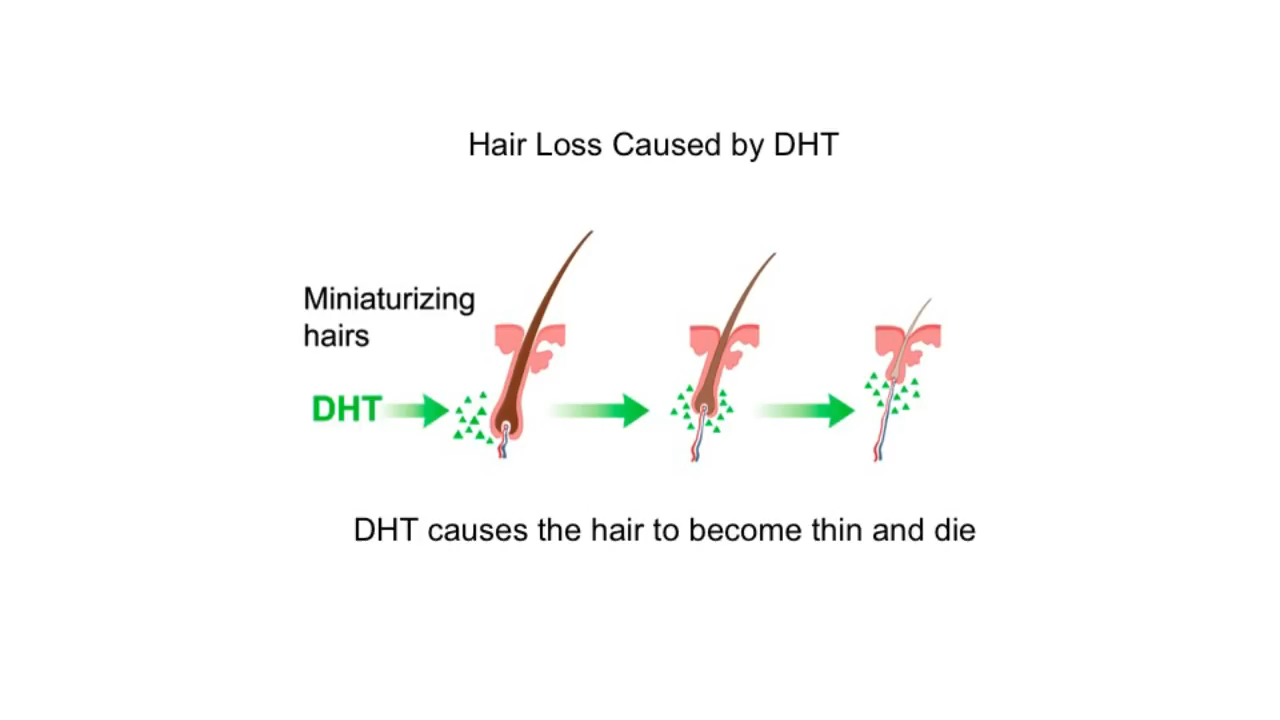 Hair Loss Caused by DHT
Miniaturizing
hairs
DHT
DHT causes the hair to become thin and die